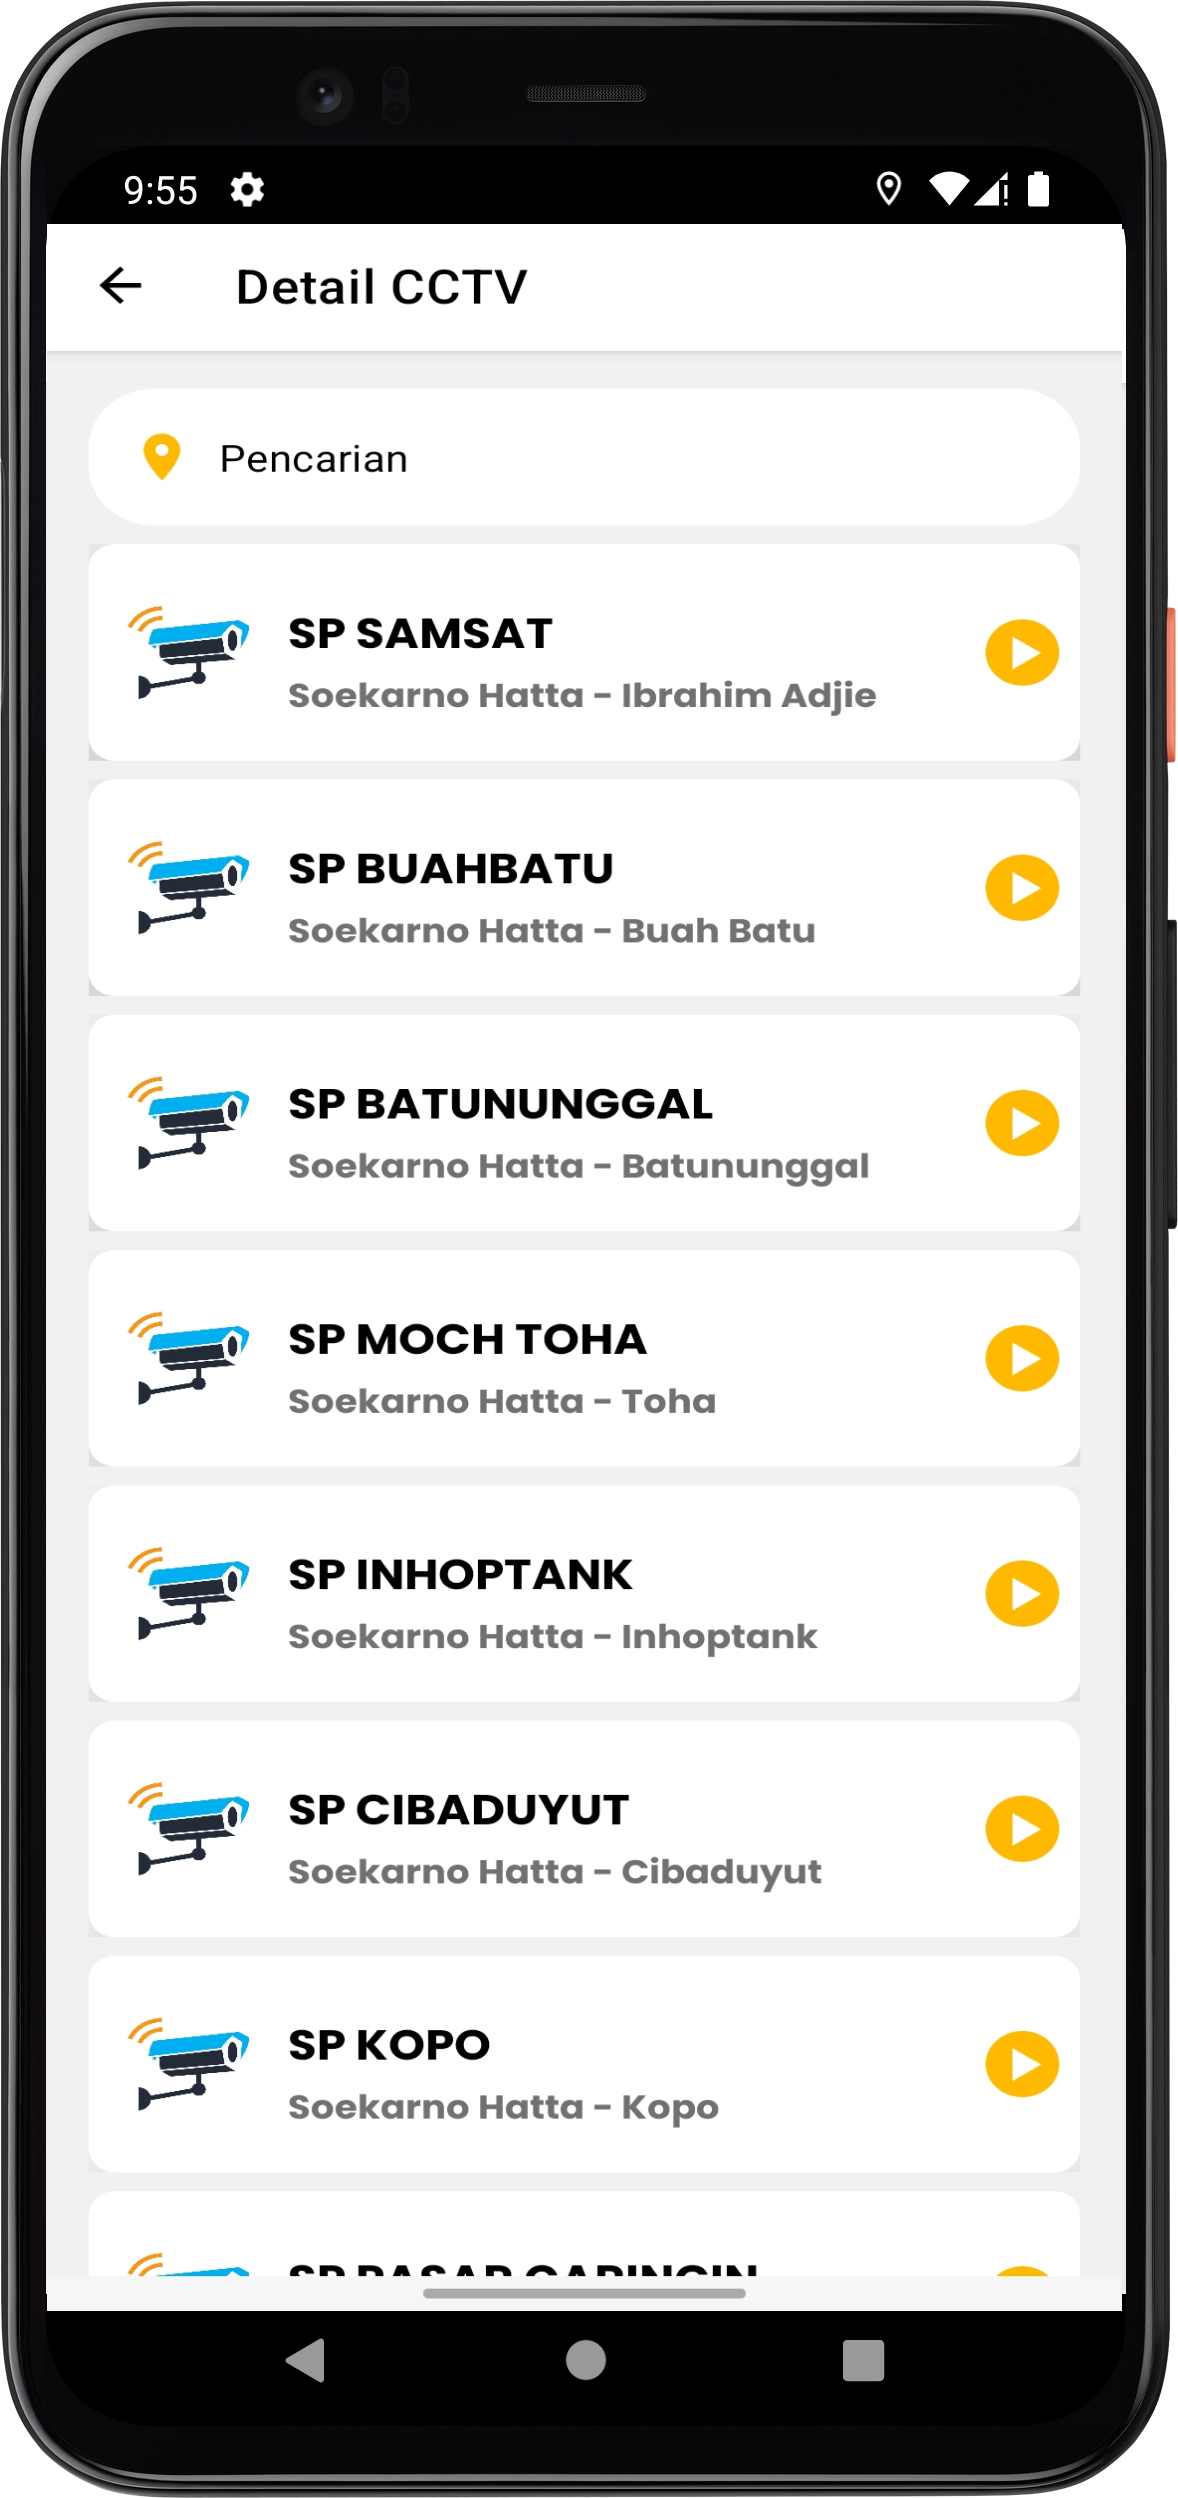 9:55
Detail CCTV
Pencarian
SP SAMSAT
Soekarno Hatta - Ibrahim Adjie
SP BUAHBATU
Soekarno Hatta - Buah Batu
SP BATUNUNGGAL
Soekarno Hatta - Batununggal
SP MOCH TOHA
Soekarno Hatta - Toha
SP INHOPTANK
Soekarno Hatta - Inhoptank
SP CIBADUYUT
Soekarno Hatta - Cibaduyut
SP KOPO
Soekarno Hatta - Kopo
SP PASAR